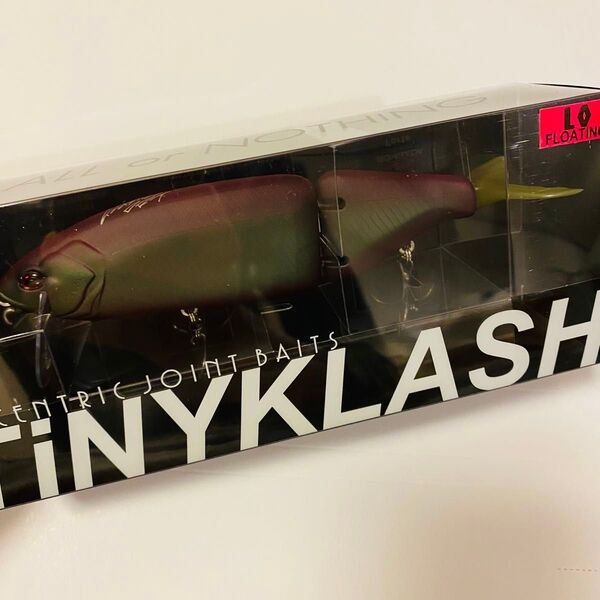 ALL or NOTHING
LO
FLOATING
CENTRIC JOINT BAITS
TiNYKLASH